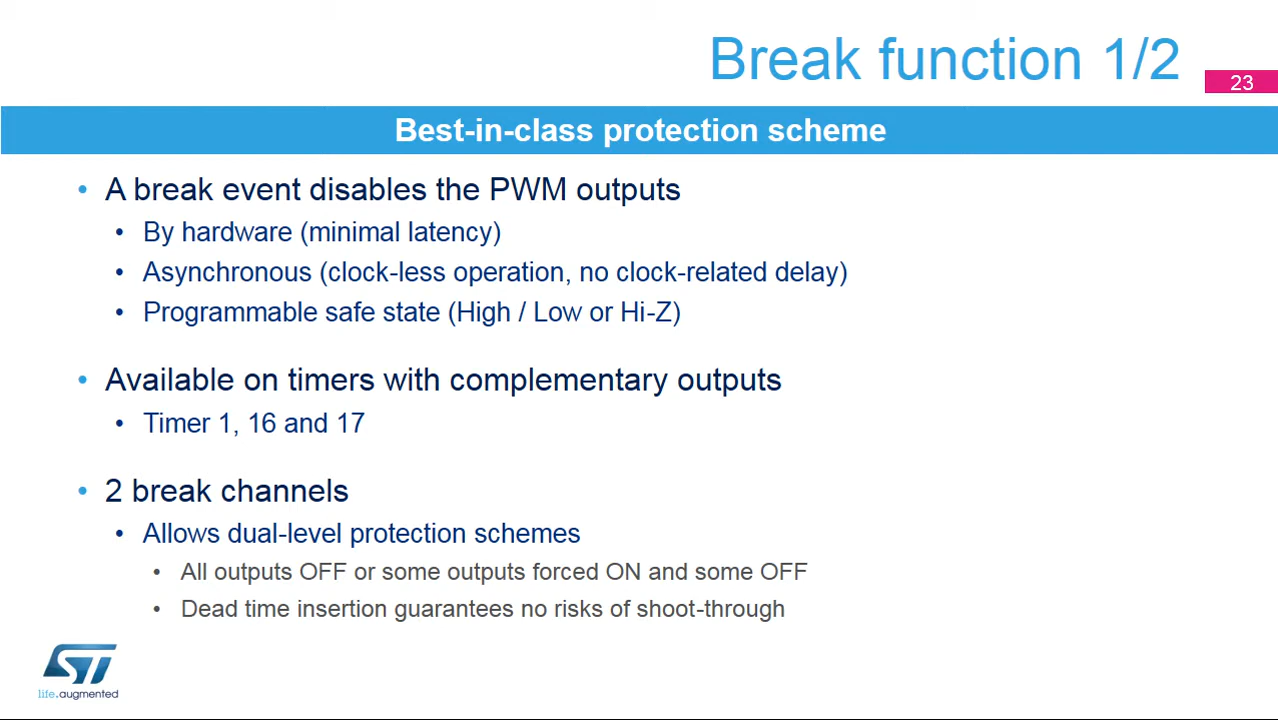 Break function 1/2
23
Best-in-class protection scheme
• A break event disables the PWM outputs
• By hardware (minimal latency)
• Asynchronous (clock-less operation, no clock-related delay)
• Programmable safe state (High / Low or Hi-Z)
• Available on timers with complementary outputs
• Timer 1, 16 and 17
• 2 break channels
• Allows dual-level protection schemes
• All outputs OFF or some outputs forced ON and some OFF
• Dead time insertion guarantees no risks of shoot-through
ST
life.augmented